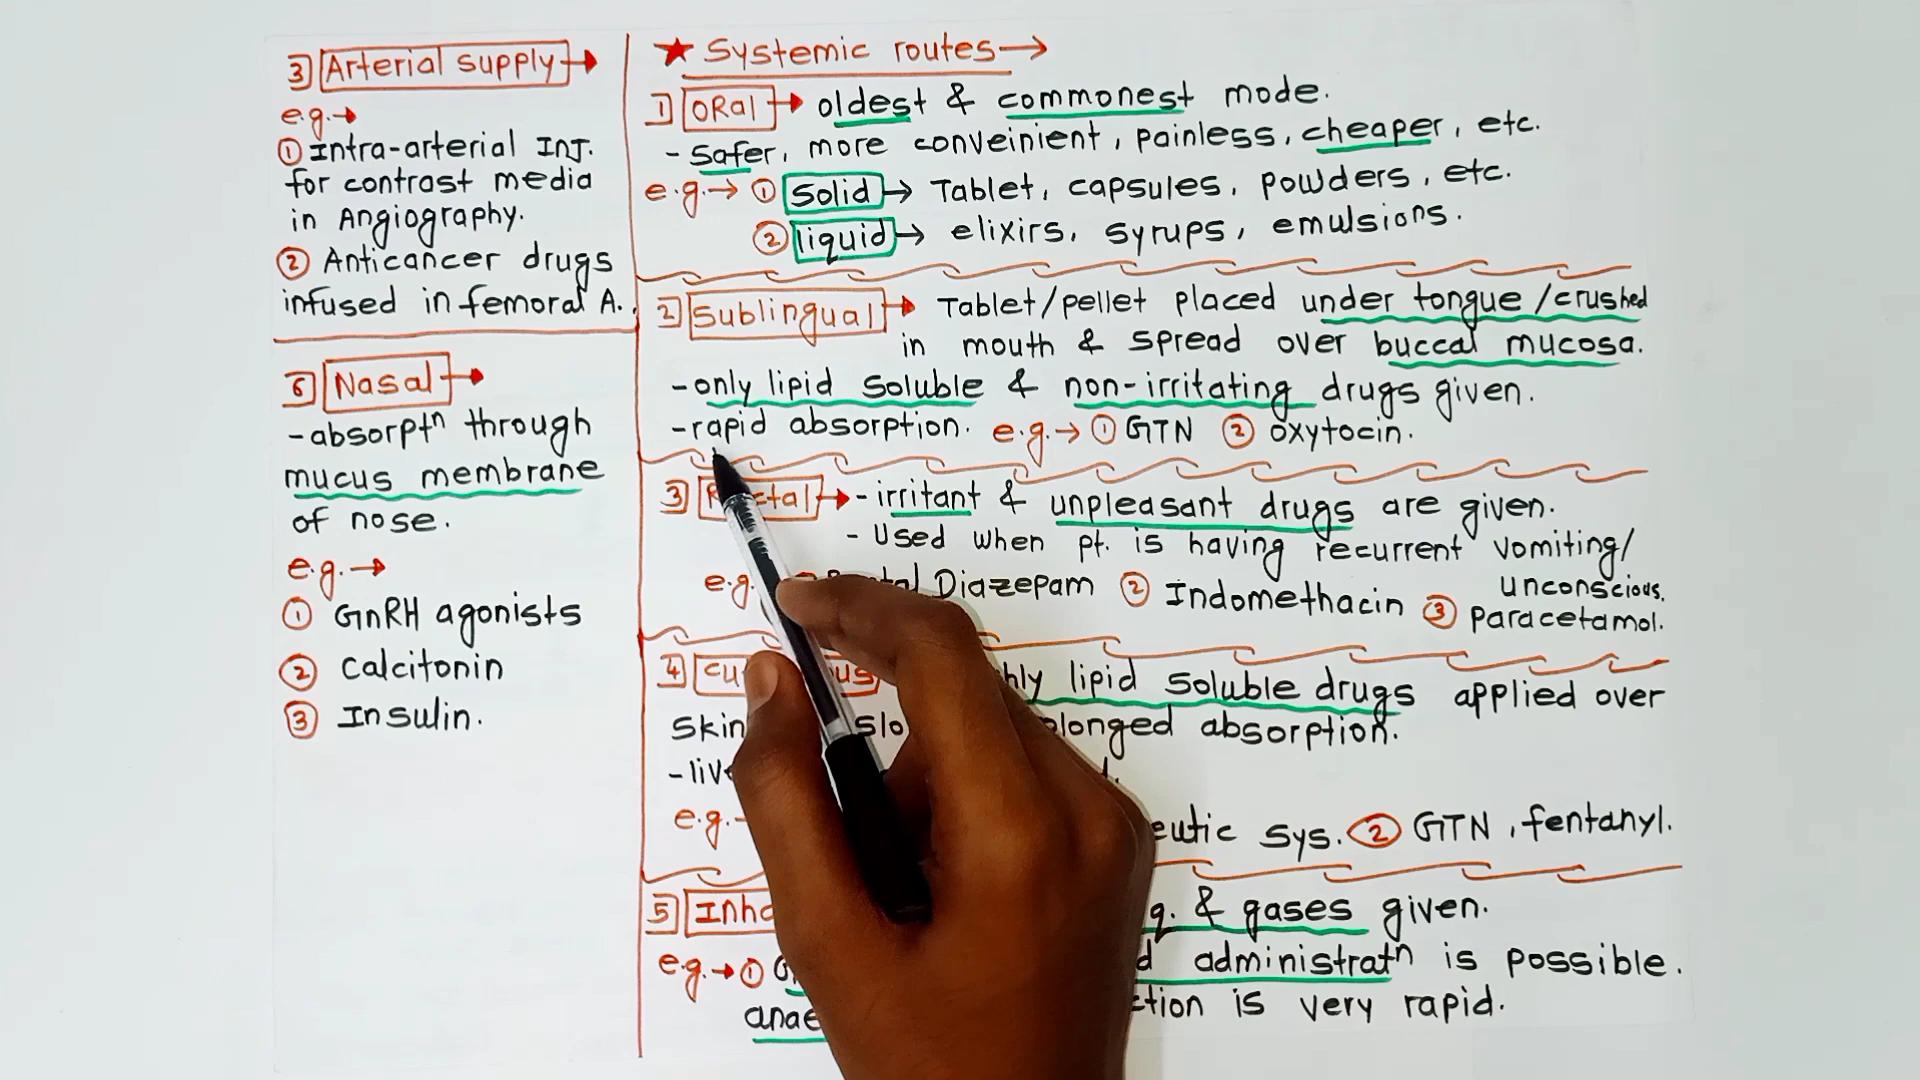 3 Arterial supply →
e.g. →
① Intra-arterial INJ.
for contrast media
in Angiography.
② Anticancer drugs
infused in femoral A.
6 Nasal →
- absorptⁿ through
mucus membrane
of nose.
e.g. →
① GnRH agonists
② Calcitonin
③ Insulin.
★ Systemic routes →
1 ORal → oldest & commonest mode.
- Safer, more conveinient, painless, cheaper, etc.
e.g. → ① Solid → Tablet, capsules, powders, etc.
② liquid → elixirs, syrups, emulsions.
2 Sublingual → Tablet/pellet placed under tongue/crushed
in mouth & spread over buccal mucosa.
- only lipid soluble & non-irritating drugs given.
- rapid absorption. e.g. → ① GTN ② oxytocin.
3 → - irritant & unpleasant drugs are given.
- Used when pt. is having recurrent vomiting/
unconscious.
e.g. Diazepam ② Indomethacin ③ paracetamol.
4 lipid soluble drugs applied over
skin absorption.
e.g. sys. ② GTN, fentanyl.
5 & gases given.
e.g. → ① administratⁿ is possible.
is very rapid.